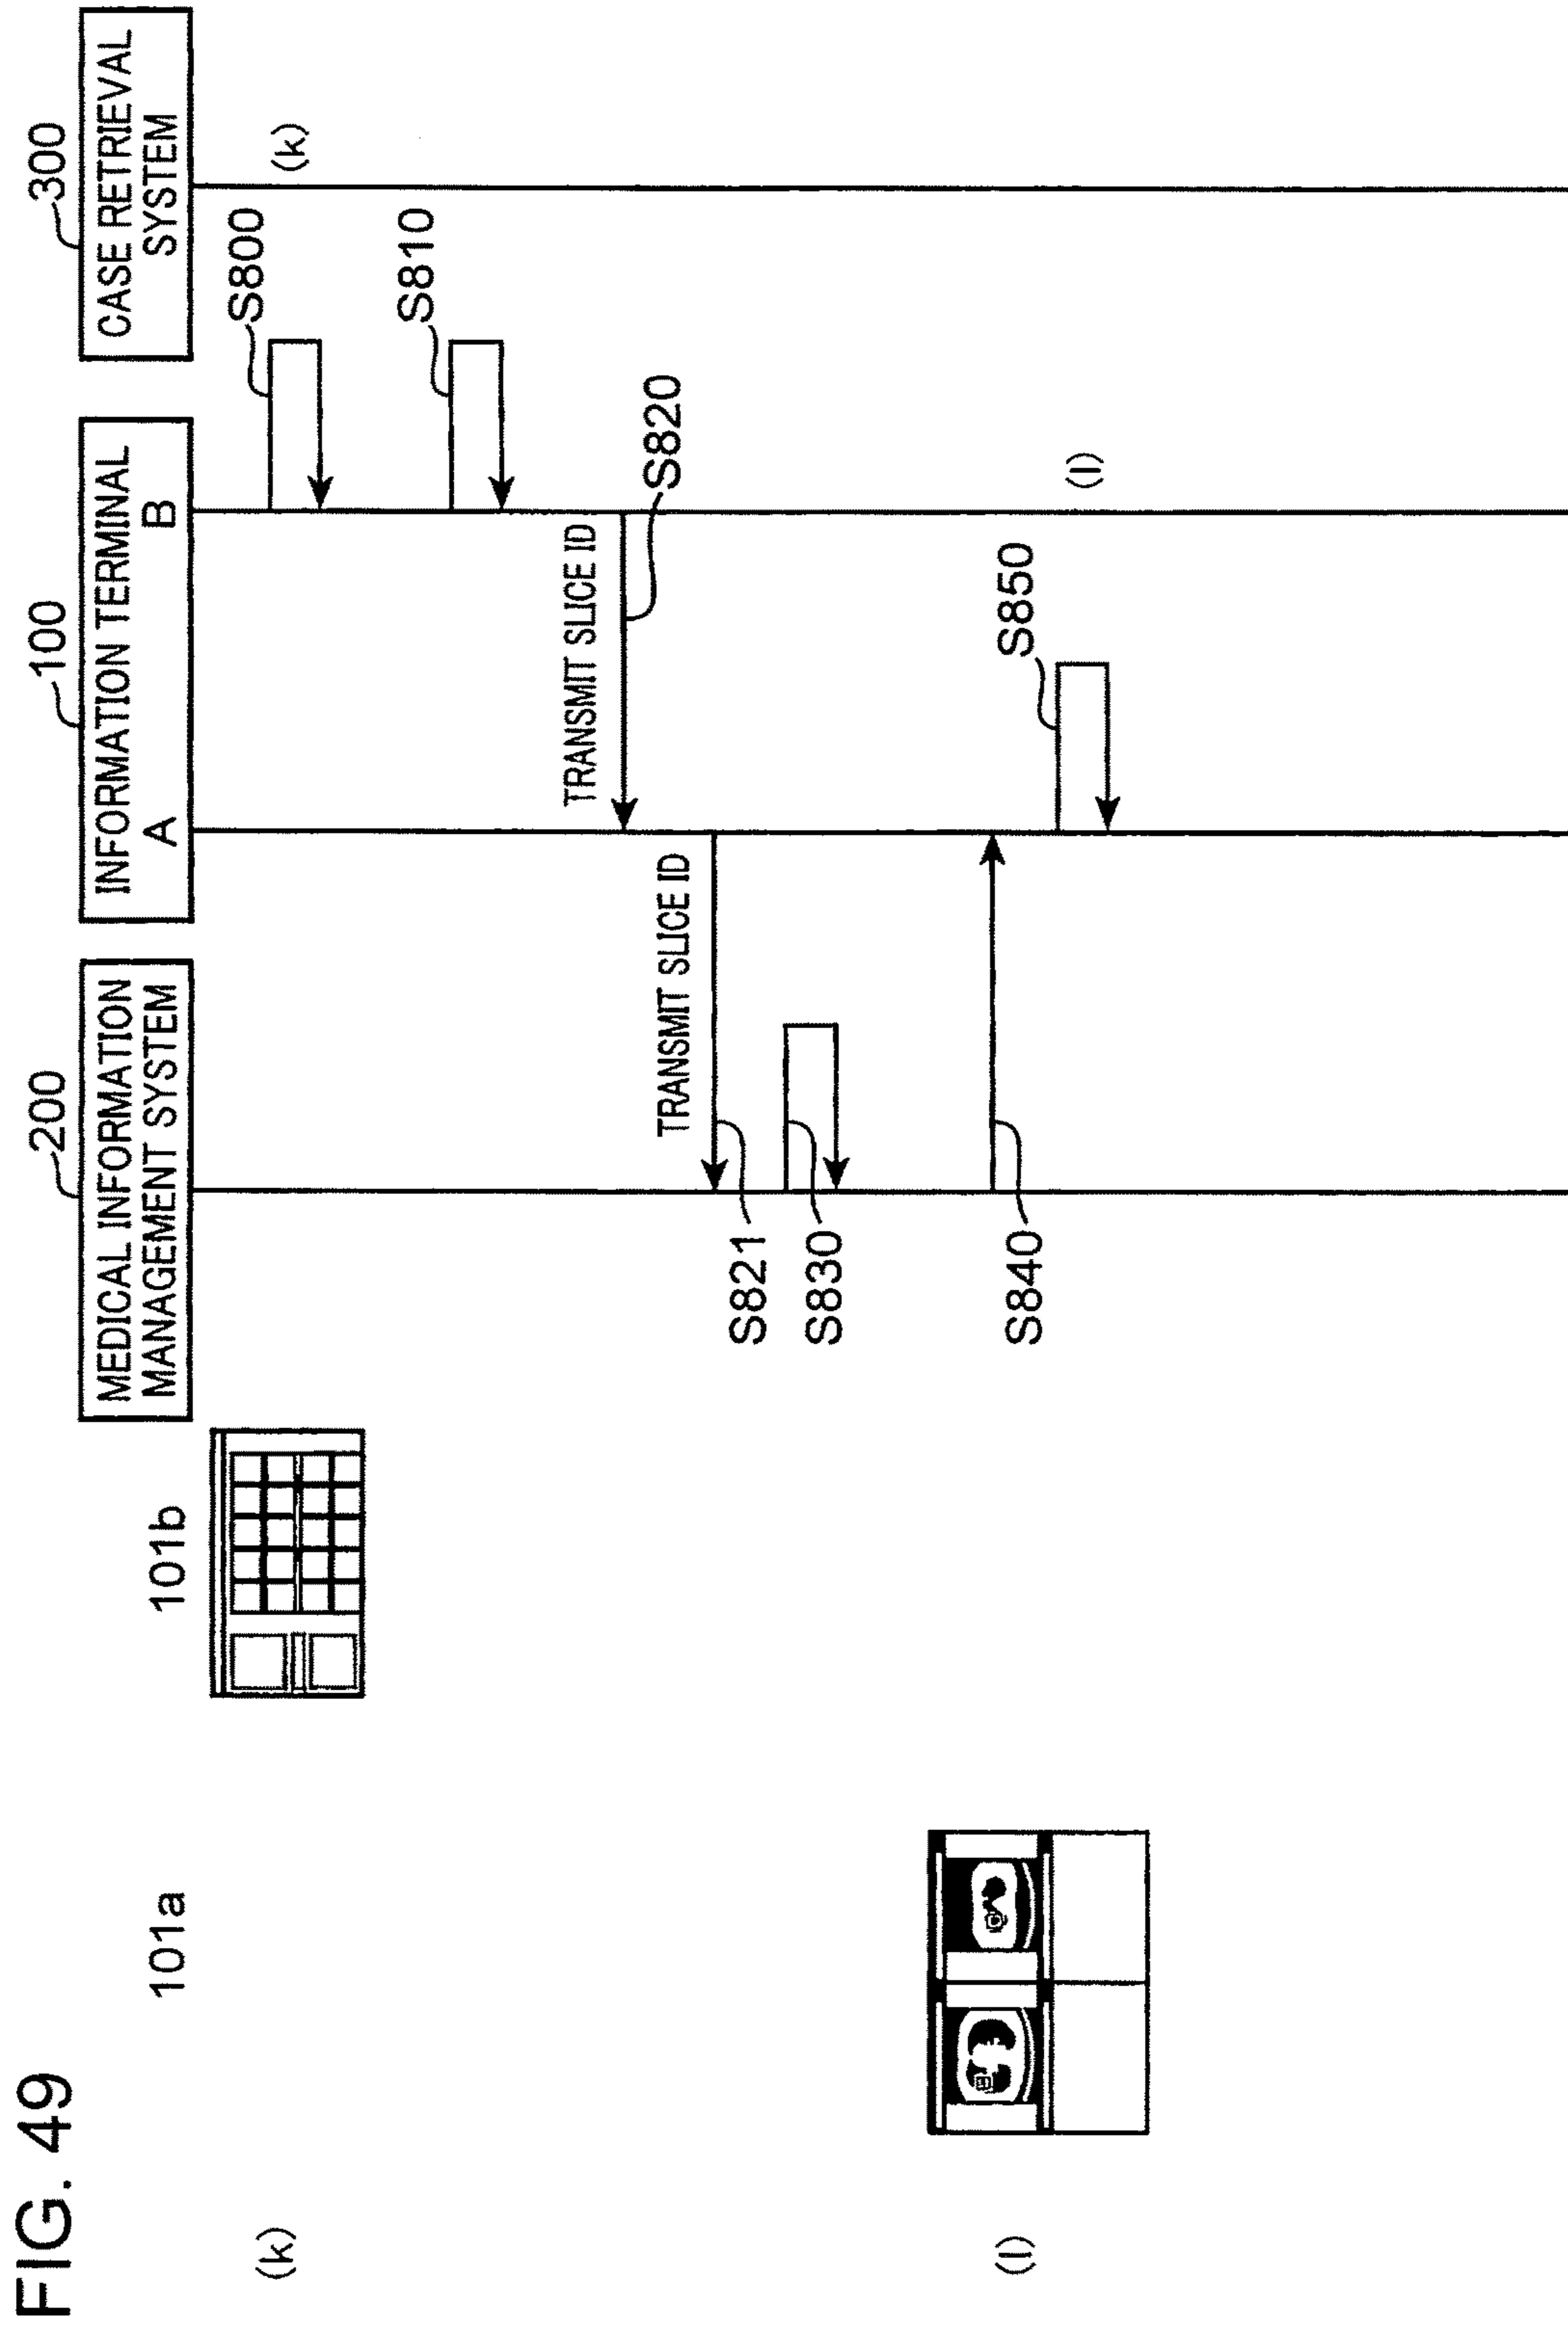 FIG. 49
101a
101b
200
MEDICAL INFORMATION
MANAGEMENT SYSTEM
100
INFORMATION TERMINAL
A
B
300
CASE RETRIEVAL
SYSTEM
(k)
S800
(k)
S810
TRANSMIT SLICE ID
S820
TRANSMIT SLICE ID
S821
S830
S840
S850
(l)
(l)